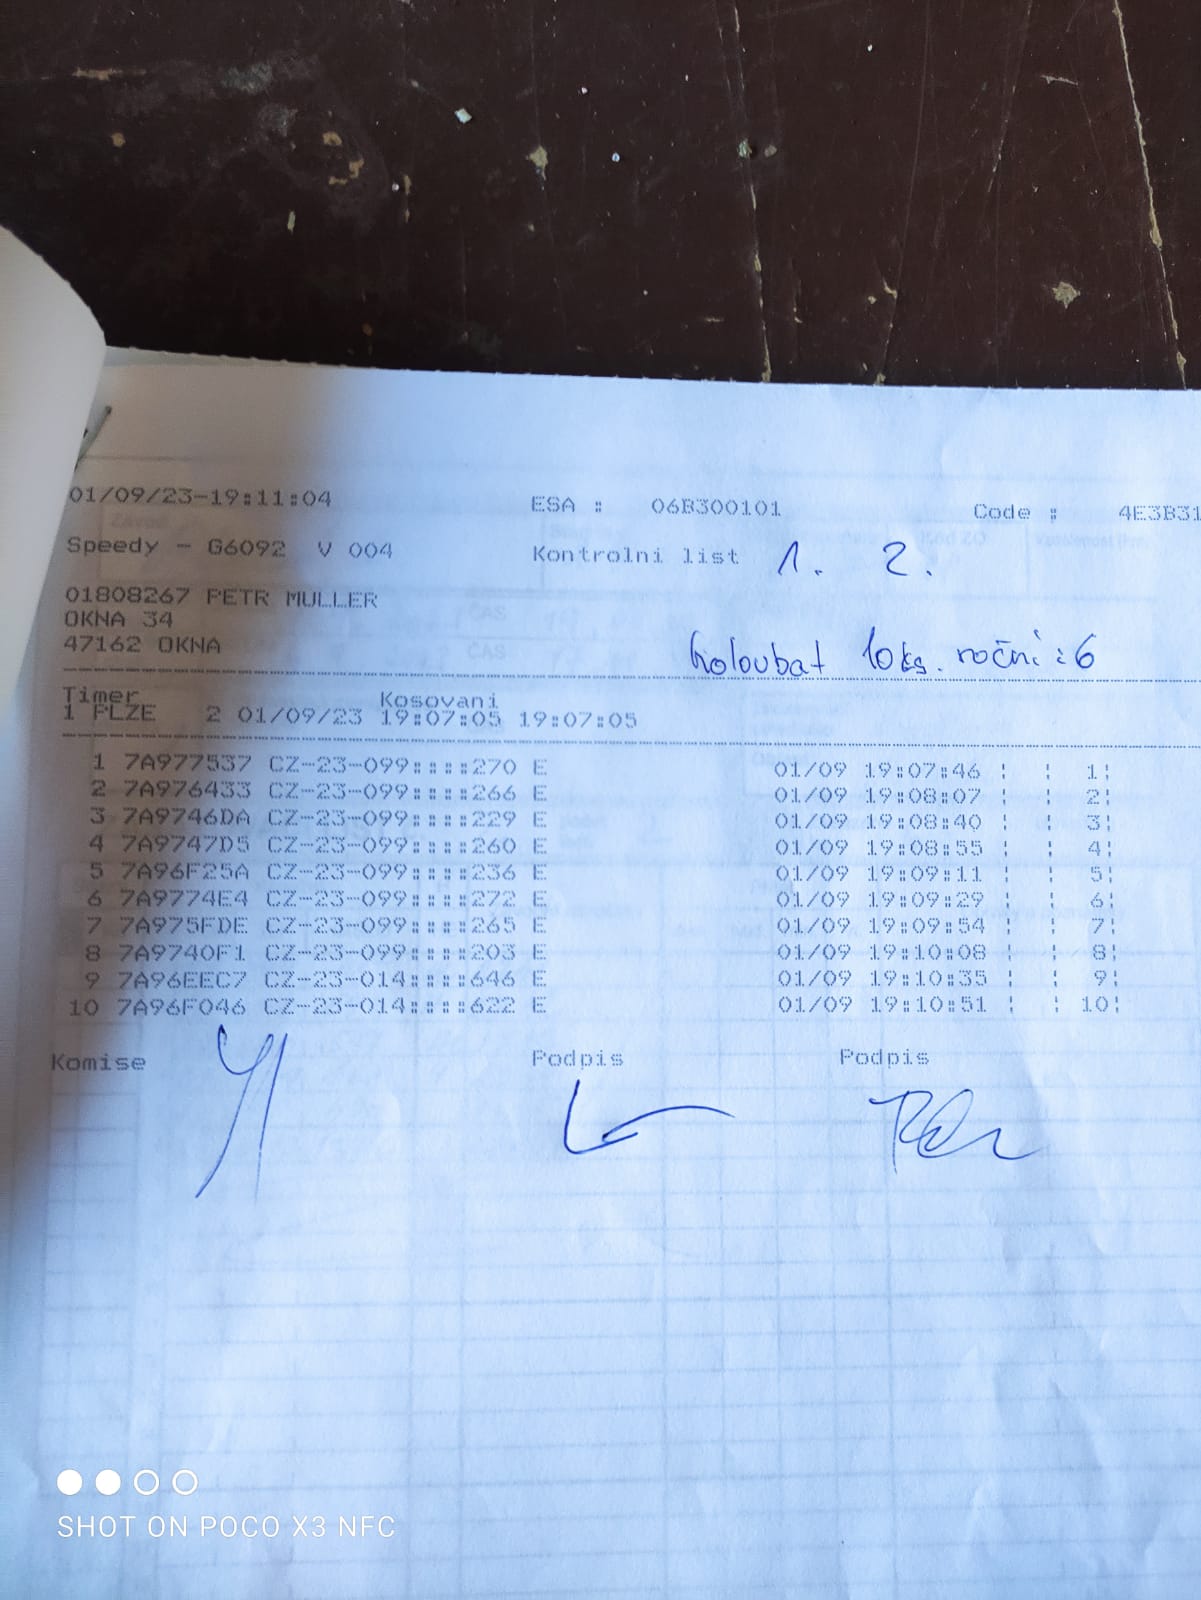 01/09/23-19:11:04 ESA : 06B300101 Code : 4E3B31
Speedy - G6092 V 004 Kontrolni list 1. 2.
01808267 PETR MULLER
OKNA 34
47162 OKNA holoubat 10ks. roční : 6
Timer Kosovani
1 PLZE 2 01/09/23 19:07:05 19:07:05
1 7A977537 CZ-23-099::::270 E 01/09 19:07:46 ¦ ¦ 1¦
2 7A976433 CZ-23-099::::266 E 01/09 19:08:07 ¦ ¦ 2¦
3 7A9746DA CZ-23-099::::229 E 01/09 19:08:40 ¦ ¦ 3¦
4 7A9747D5 CZ-23-099::::260 E 01/09 19:08:55 ¦ ¦ 4¦
5 7A96F25A CZ-23-099::::236 E 01/09 19:09:11 ¦ ¦ 5¦
6 7A9774E4 CZ-23-099::::272 E 01/09 19:09:29 ¦ ¦ 6¦
7 7A975FDE CZ-23-099::::265 E 01/09 19:09:54 ¦ ¦ 7¦
8 7A9740F1 CZ-23-099::::203 E 01/09 19:10:08 ¦ ¦ 8¦
9 7A96EEC7 CZ-23-014::::646 E 01/09 19:10:35 ¦ ¦ 9¦
10 7A96F046 CZ-23-014::::622 E 01/09 19:10:51 ¦ ¦ 10¦
Komise Podpis Podpis
SHOT ON POCO X3 NFC